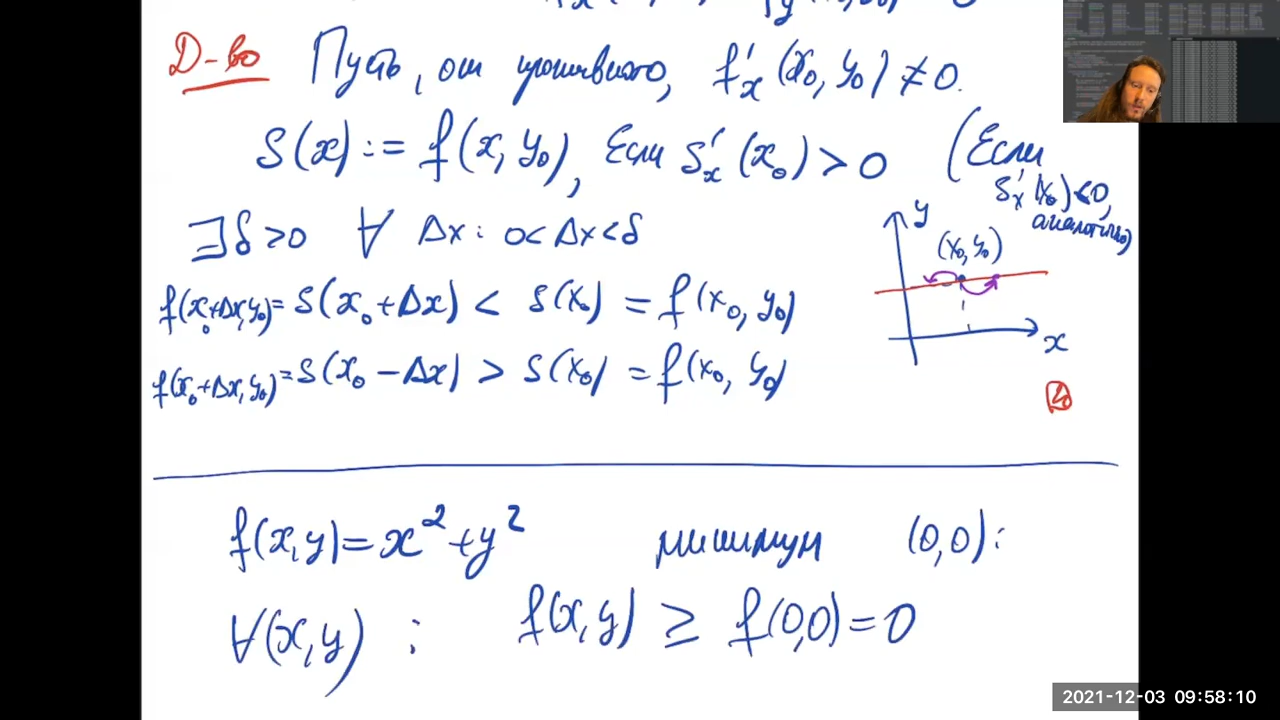 Д-во Пусть, от противного, f'ₓ(x₀, y₀) ≠ 0.
S(x) := f(x, y₀), Если S'ₓ(x₀) > 0 (Если
S'ₓ(x₀) < 0,
аналогично)
∃δ > 0 ∀ Δx: 0 < Δx < δ
y
(x₀, y₀)
x
f(x₀+Δx, y₀) = S(x₀ + Δx) < S(x₀) = f(x₀, y₀)
f(x₀+Δx, y₀) = S(x₀ − Δx) > S(x₀) = f(x₀, y₀)
f(x,y) = x² + y² минимум (0,0):
∀(x,y) : f(x,y) ≥ f(0,0) = 0
2021-12-03 09:58:10